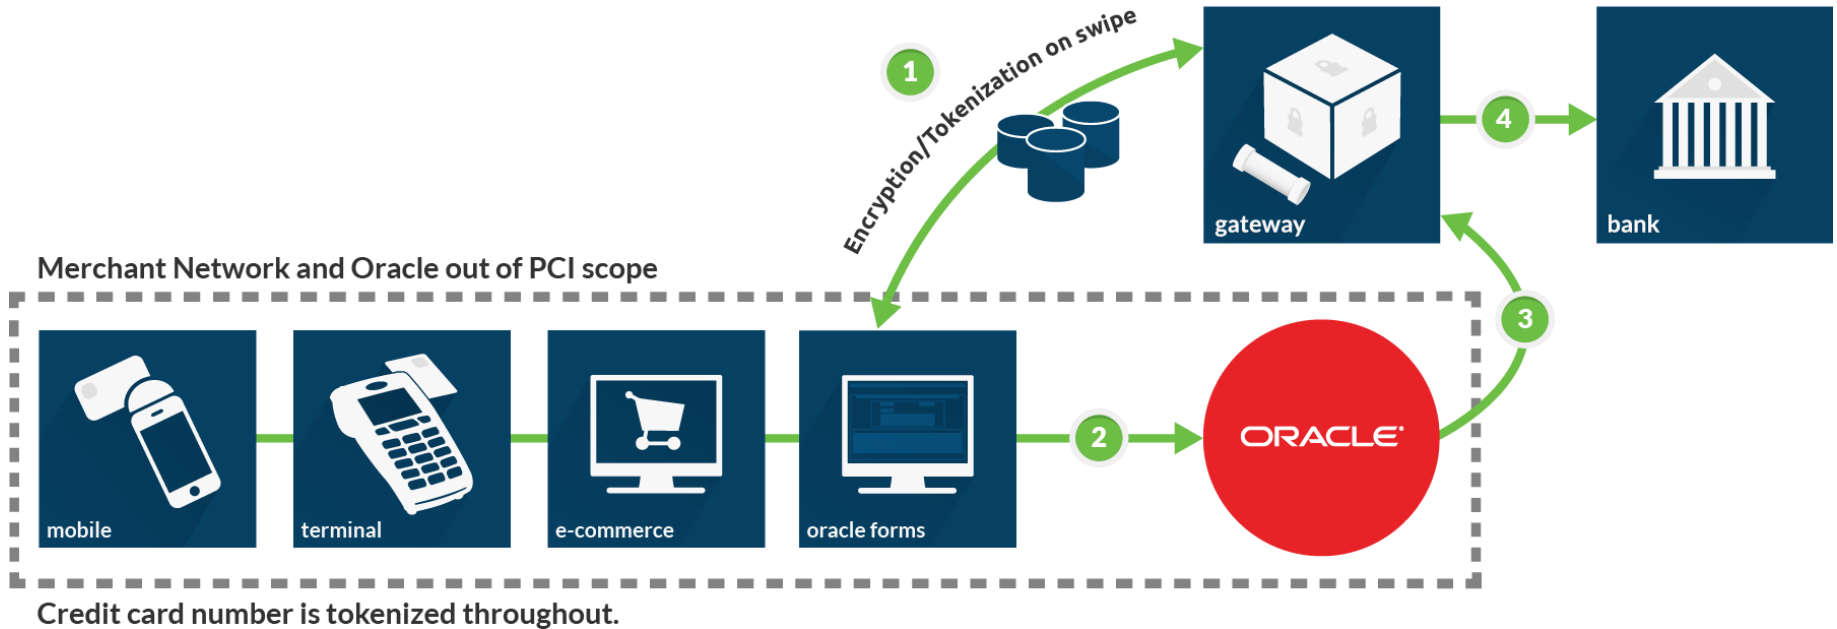 1
Encryption/Tokenization on swipe
gateway
4
bank
Merchant Network and Oracle out of PCI scope
mobile
terminal
e-commerce
oracle forms
2
ORACLE
3
Credit card number is tokenized throughout.